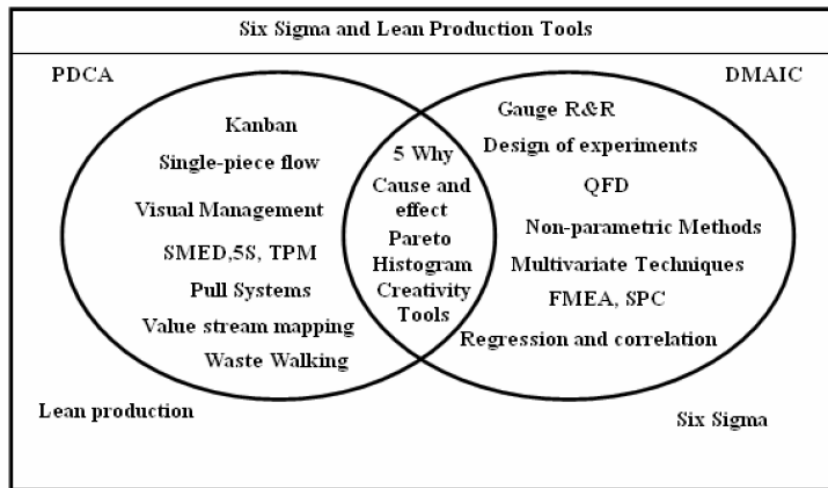 Six Sigma and Lean Production Tools
PDCA
DMAIC
Kanban
Single-piece flow
Visual Management
SMED,5S, TPM
Pull Systems
Value stream mapping
Waste Walking
5 Why
Cause and
effect
Pareto
Histogram
Creativity
Tools
Gauge R&R
Design of experiments
QFD
Non-parametric Methods
Multivariate Techniques
FMEA, SPC
Regression and correlation
Lean production
Six Sigma